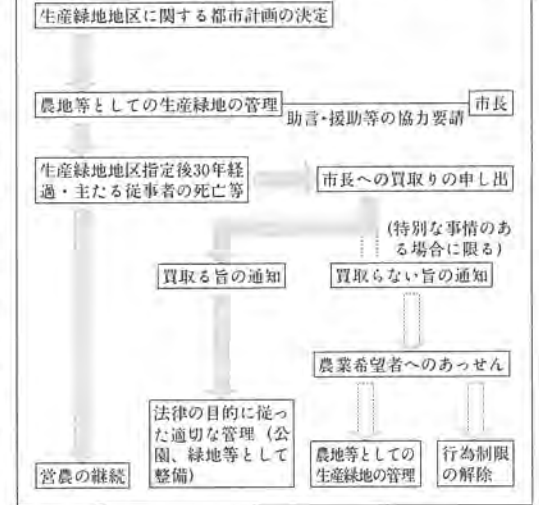 生産緑地地区に関する都市計画の決定
農地等としての生産緑地の管理
市長
助言・援助等の協力要請
生産緑地地区指定後30年経
過・主たる従事者の死亡等
市長への買取りの申し出
(特別な事情のあ
る場合に限る)
買取る旨の通知
買取らない旨の通知
農業希望者へのあっせん
法律の目的に従っ
た適切な管理（公
園、緑地等として
整備)
営農の継続
農地等としての
生産緑地の管理
行為制限
の解除